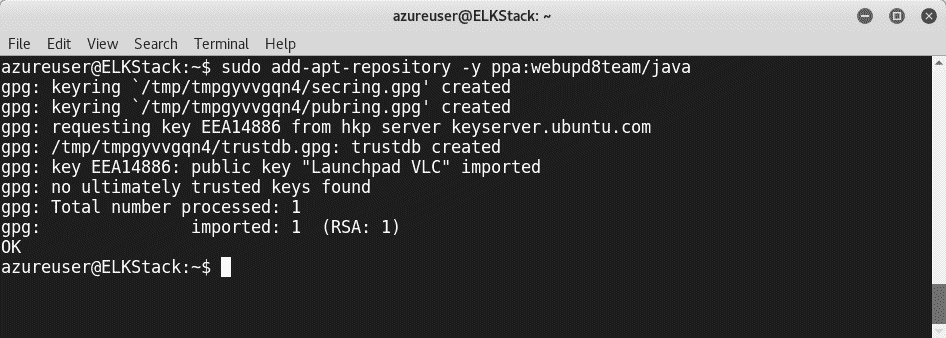 azureuser@ELKStack: ~
File Edit View Search Terminal Help
azureuser@ELKStack:~$ sudo add-apt-repository -y ppa:webupd8team/java
gpg: keyring `/tmp/tmpgyvvgqn4/secring.gpg' created
gpg: keyring `/tmp/tmpgyvvgqn4/pubring.gpg' created
gpg: requesting key EEA14886 from hkp server keyserver.ubuntu.com
gpg: /tmp/tmpgyvvgqn4/trustdb.gpg: trustdb created
gpg: key EEA14886: public key "Launchpad VLC" imported
gpg: no ultimately trusted keys found
gpg: Total number processed: 1
gpg:               imported: 1  (RSA: 1)
OK
azureuser@ELKStack:~$